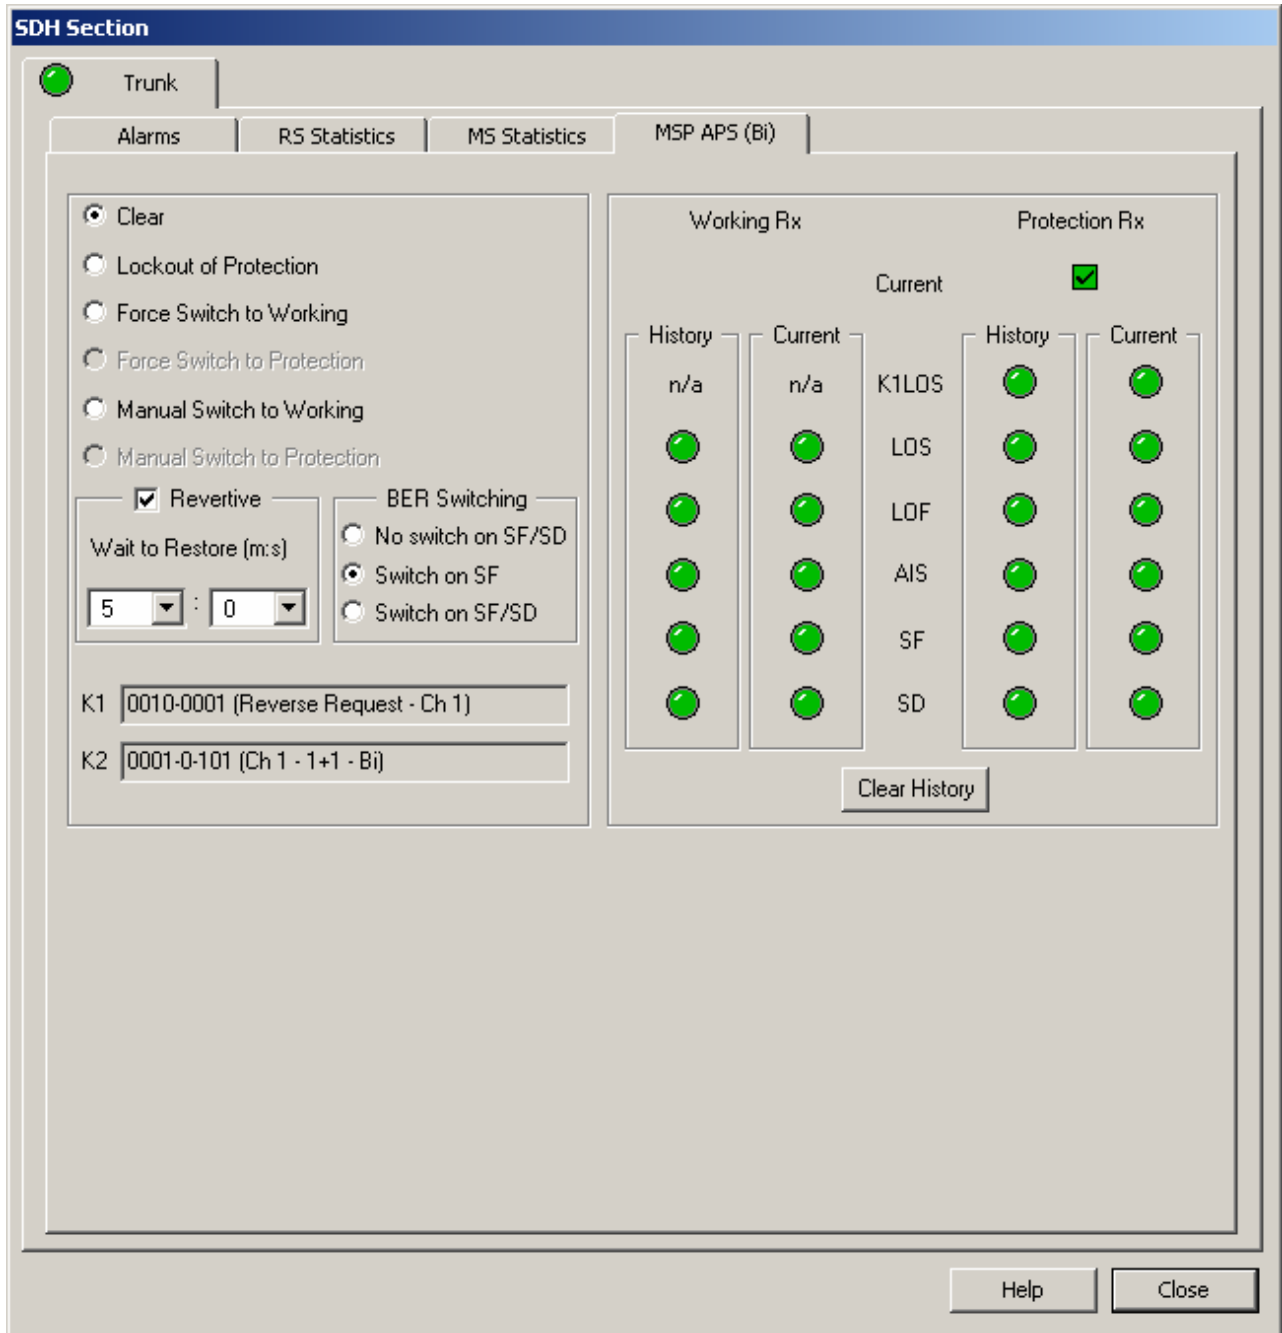 SDH Section
Trunk
Alarms RS Statistics MS Statistics MSP APS (Bi)
Clear
Lockout of Protection
Force Switch to Working
Force Switch to Protection
Manual Switch to Working
Manual Switch to Protection
Revertive
Wait to Restore (m:s)
5 : 0
BER Switching
No switch on SF/SD
Switch on SF
Switch on SF/SD
K1 0010-0001 (Reverse Request - Ch 1)
K2 0001-0-101 (Ch 1 - 1+1 - Bi)
Working Rx Protection Rx
Current
History Current History Current
n/a n/a K1LOS
LOS
LOF
AIS
SF
SD
Clear History
Help Close